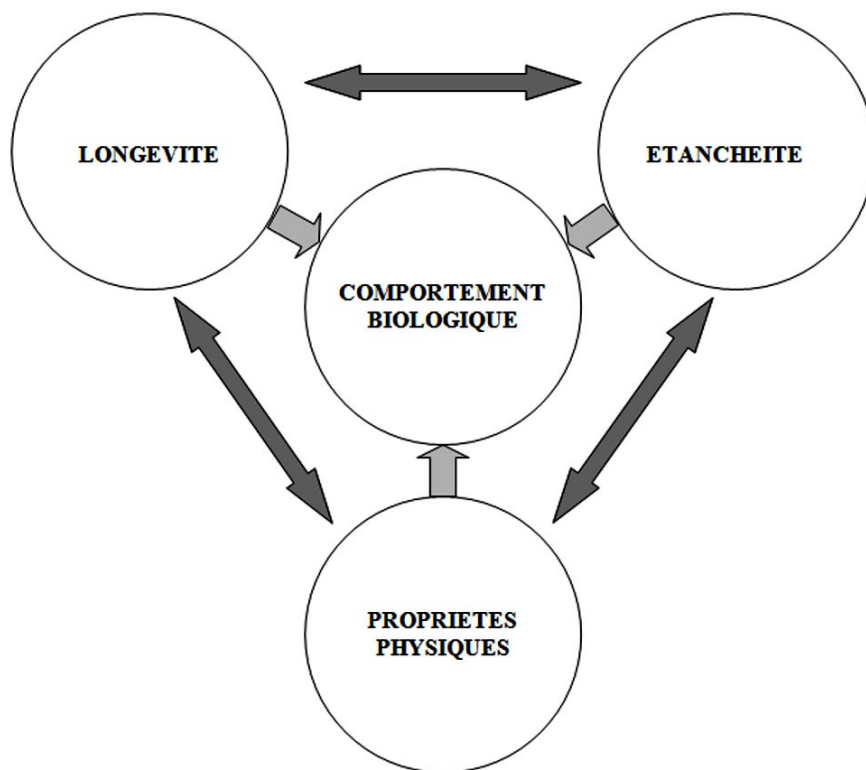 LONGEVITE
ETANCHEITE
COMPORTEMENT
BIOLOGIQUE
PROPRIETES
PHYSIQUES